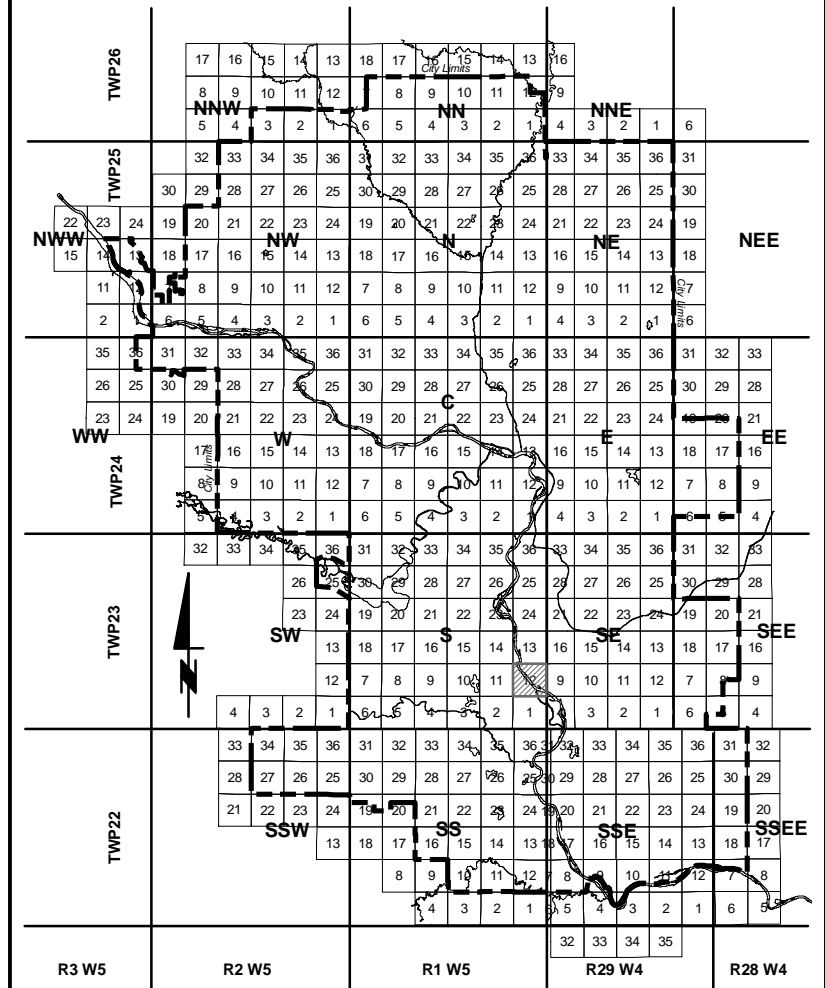 17 16 15 14 13 18 17 16 15 14 13 16
City Limits
TWP26
8 9 10 11 12 8 9 10 11 12 9
NNW NN NNE
5 4 3 2 1 6 5 4 3 2 1 4 3 2 1 6
32 33 34 35 36 31 32 33 34 35 36 33 34 35 36 31
TWP25
30 29 28 27 26 25 30 29 28 27 26 25 28 27 26 25 30
22 23 24 19 20 21 22 23 24 19 20 21 22 23 24 21 22 23 24 19
NWW NW N NE NEE
15 14 13 18 17 16 15 14 13 18 17 16 15 14 13 16 15 14 13 18
11 12 8 9 10 11 12 7 8 9 10 11 12 9 10 11 12 7
City Limits
2 1 6 5 4 3 2 1 6 5 4 3 2 1 4 3 2 1 6
35 36 31 32 33 34 35 36 31 32 33 34 35 36 33 34 35 36 31 32 33
26 25 30 29 28 27 26 25 30 29 28 27 26 25 28 27 26 25 30 29 28
C
23 24 19 20 21 22 23 24 19 20 21 22 23 24 21 22 23 24 19 20 21
WW W E EE
17 16 15 14 13 18 17 16 15 14 13 16 15 14 13 18 17 16
City Limits
TWP24
8 9 10 11 12 7 8 9 10 11 12 9 10 11 12 7 8 9
5 4 3 2 1 6 5 4 3 2 1 4 3 2 1 6 5 4
32 33 34 35 36 31 32 33 34 35 36 33 34 35 36 31 32 33
26 25 30 29 28 27 26 25 28 27 26 25 30 29 28
TWP23
23 24 19 20 21 22 23 24 21 22 23 24 19 20 21
SW S SE SEE
13 18 17 16 15 14 13 16 15 14 13 18 17 16
N
12 7 8 9 10 11 12 9 10 11 12 7 8 9
4 3 2 1 6 5 4 3 2 1 3 2 1 6 4
33 34 35 36 31 32 33 34 35 36 31 32 33 34 35 36 31 32
28 27 26 25 30 29 28 27 26 25 30 29 28 27 26 25 30 29
TWP22
21 22 23 24 19 20 21 22 23 24 19 20 21 22 23 24 19 20
SSW SS SSE SSEE
13 18 17 16 15 14 13 18 17 16 15 14 13 18 17
8 9 10 11 12 7 8 9 10 11 12 7 8
4 3 2 1 6 5 4 3 2 1 6 5
32 33 34 35
R3 W5 R2 W5 R1 W5 R29 W4 R28 W4